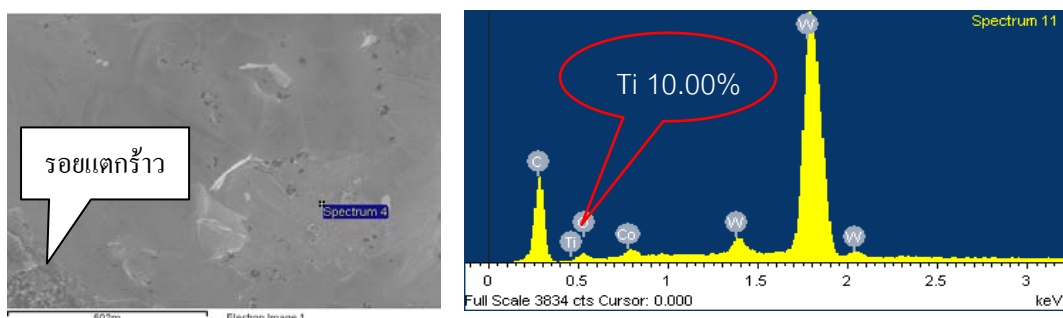 รอยแตกร้าว
Spectrum 4
Electron Image 1
Spectrum 11
Ti 10.00%
W
C
O
Ti
Co
W
W
0 0.5 1 1.5 2 2.5 3
Full Scale 3834 cts Cursor: 0.000 keV